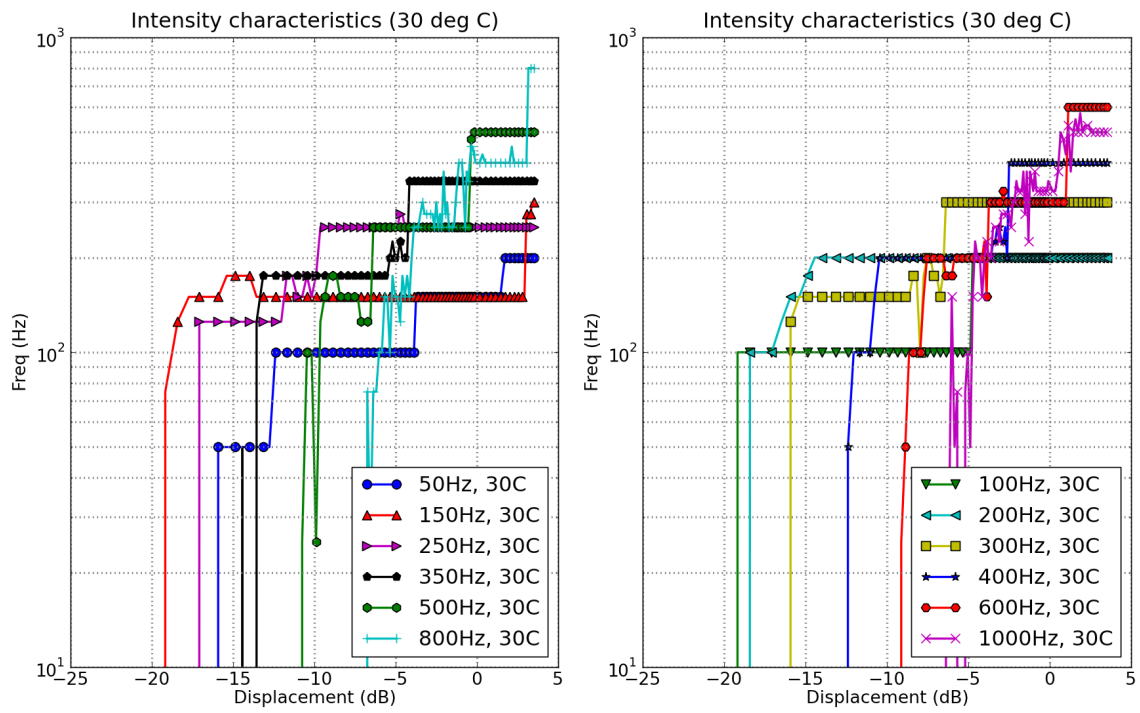 Intensity characteristics (30 deg C)
10³
10²
10¹
Freq (Hz)
50Hz, 30C
150Hz, 30C
250Hz, 30C
350Hz, 30C
500Hz, 30C
800Hz, 30C
−25 −20 −15 −10 −5 0 5
Displacement (dB)
Intensity characteristics (30 deg C)
10³
10²
10¹
Freq (Hz)
100Hz, 30C
200Hz, 30C
300Hz, 30C
400Hz, 30C
600Hz, 30C
1000Hz, 30C
−25 −20 −15 −10 −5 0 5
Displacement (dB)